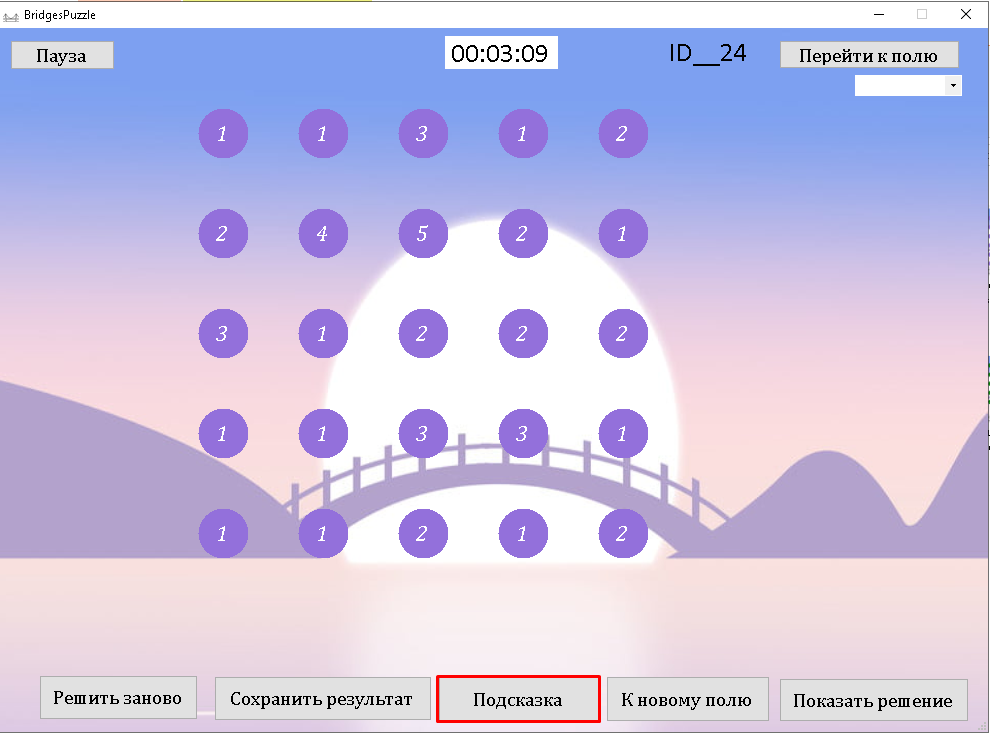 BridgesPuzzle
Пауза
00:03:09
ID__24
Перейти к полю
1 1 3 1 2
2 4 5 2 1
3 1 2 2 2
1 1 3 3 1
1 1 2 1 2
Решить заново
Сохранить результат
Подсказка
К новому полю
Показать решение